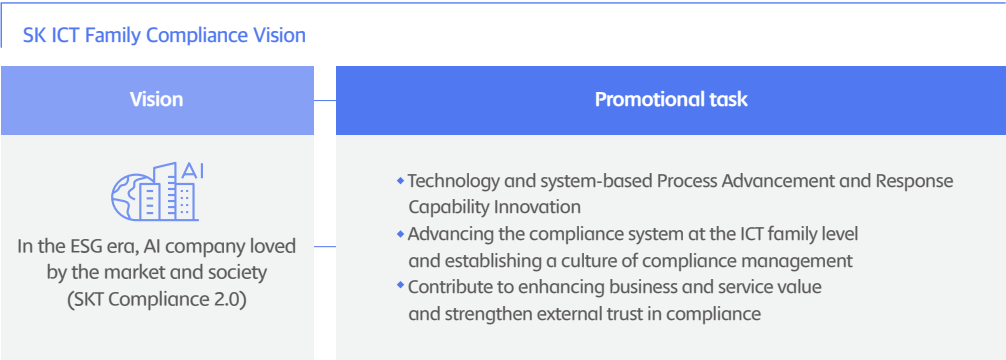 SK ICT Family Compliance Vision
Vision
Promotional task
AI
In the ESG era, AI company loved
by the market and society
(SKT Compliance 2.0)
Technology and system-based Process Advancement and Response
Capability Innovation
Advancing the compliance system at the ICT family level
and establishing a culture of compliance management
Contribute to enhancing business and service value
and strengthen external trust in compliance